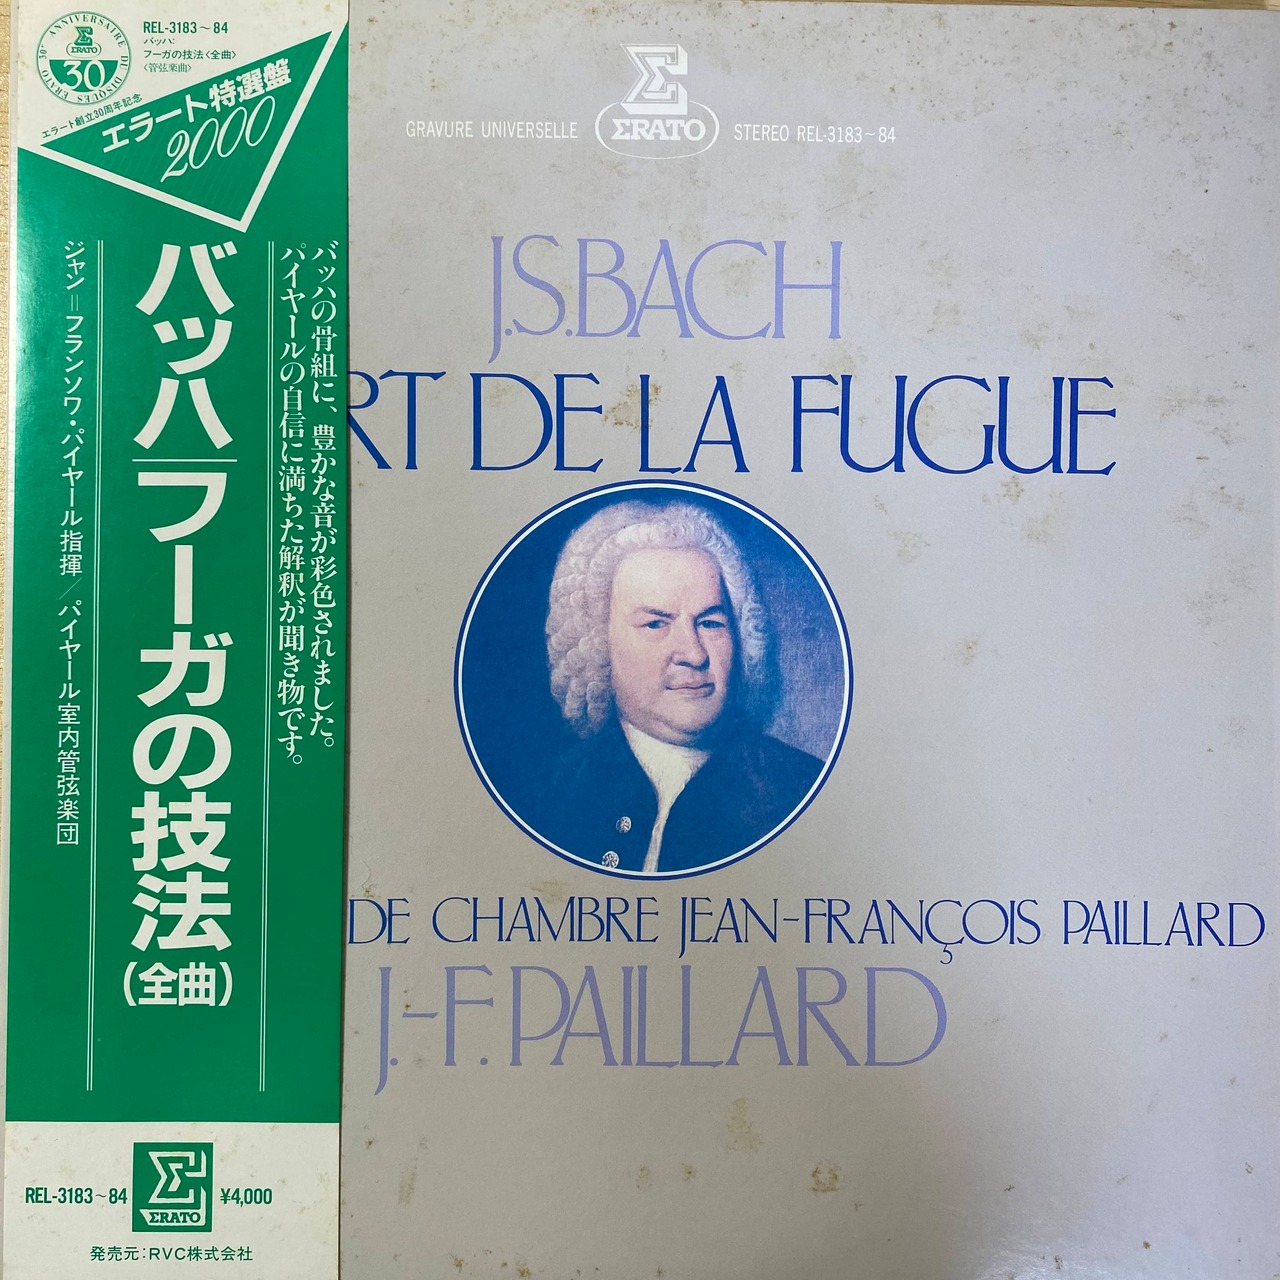 30e ANNIVERSAIRE DE DISQUES ERATO
ERATO
30
エラート創立30周年記念
REL-3183~84
バッハ:
フーガの技法〈全曲〉
〈管弦楽曲〉
エラート特選盤
2000
バッハの骨組に、豊かな音が彩色されました。
パイヤールの自信に満ちた解釈が聞き物です。
バッハ/フーガの技法(全曲)
ジャン=フランソワ・パイヤール指揮/パイヤール室内管弦楽団
REL-3183~84
ERATO
¥4,000
発売元:RVC株式会社
GRAVURE UNIVERSELLE
ERATO
STEREO REL-3183~84
J.S.BACH
RT DE LA FUGUE
DE CHAMBRE JEAN-FRANÇOIS PAILLARD
J.-F. PAILLARD